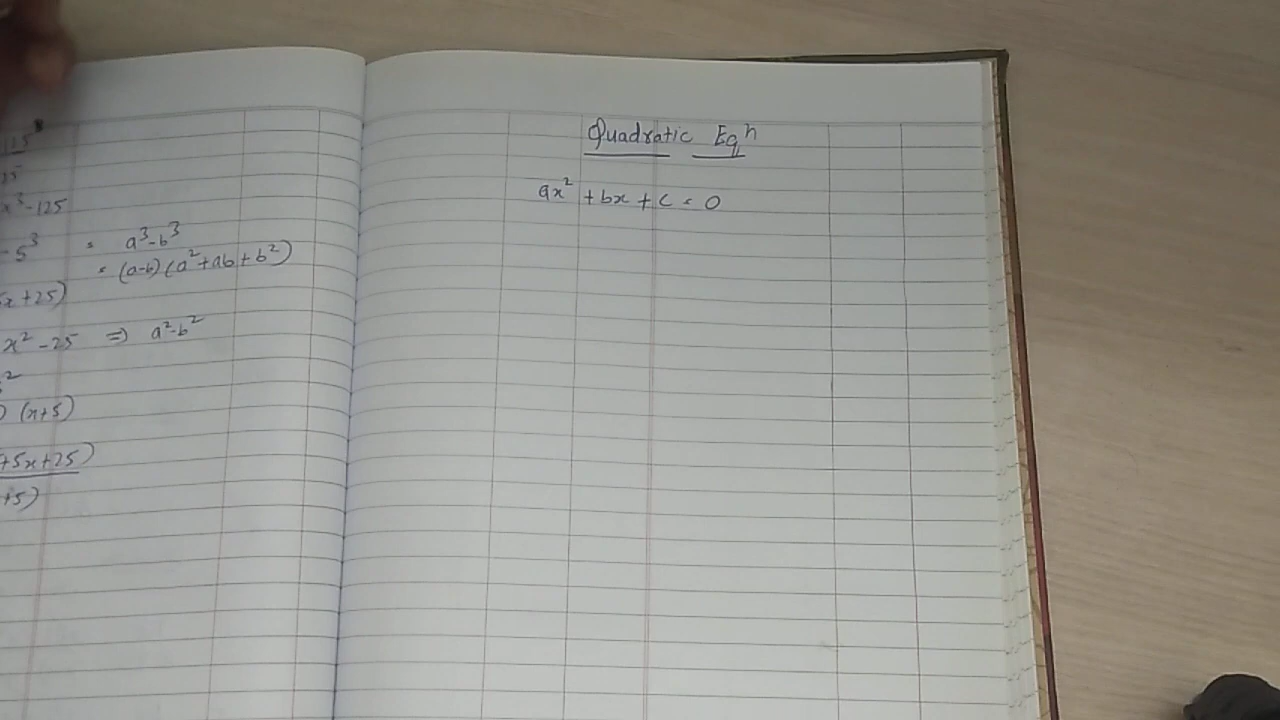 x³-125
-5³ = a³-b³
= (a-b) (a²+ab+b²)
5x+25)
x²-25 ⇒ a²-b²
(x+5)
+5x+25)
+5)
Quadratic Eqⁿ
ax² + bx + c = 0